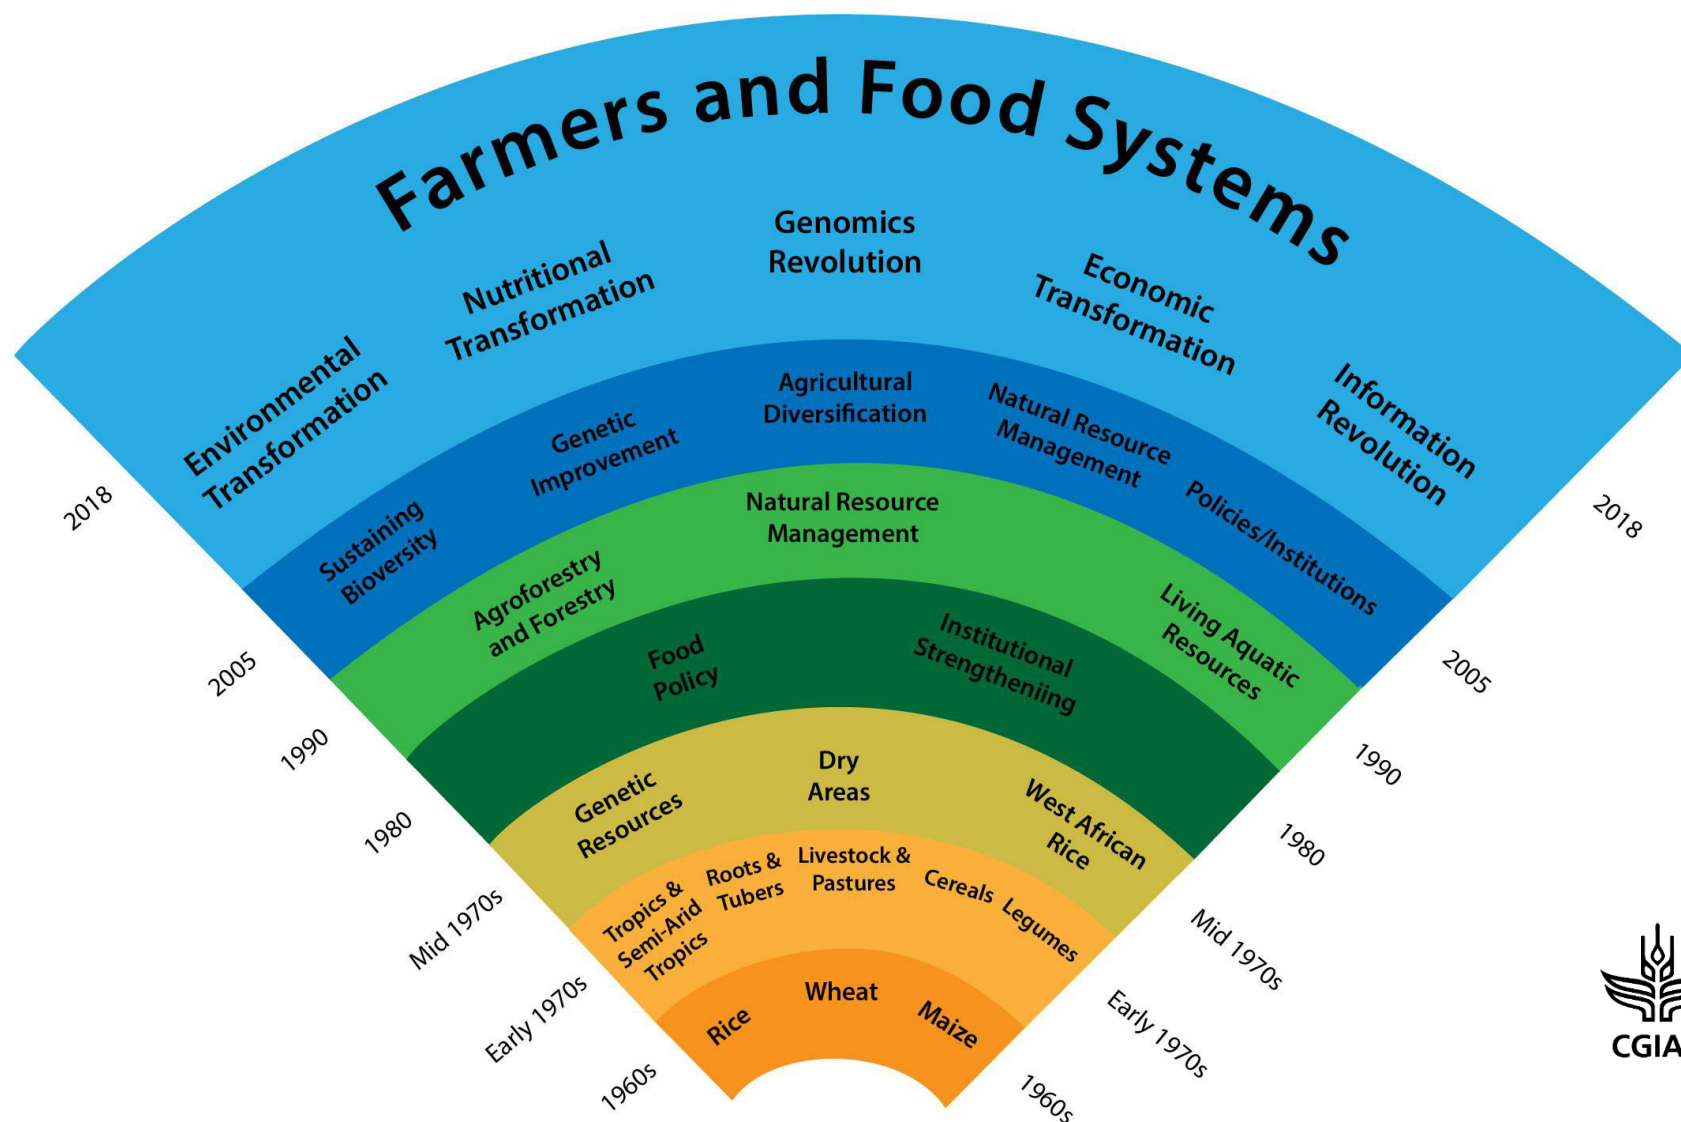 Farmers and Food Systems
Environmental
Transformation
Nutritional
Transformation
Genomics
Revolution
Economic
Transformation
Information
Revolution
2018
2018
Sustaining
Bioversity
Genetic
Improvement
Agricultural
Diversification
Natural Resource
Management
Policies/Institutions
2005
2005
Agroforestry
and Forestry
Natural Resource
Management
Living Aquatic
Resources
1990
1990
Food
Policy
Institutional
Strengtheniing
1980
1980
Genetic
Resources
Dry
Areas
West African
Rice
Mid 1970s
Mid 1970s
Tropics &
Semi-Arid
Tropics
Roots &
Tubers
Livestock &
Pastures
Cereals
Legumes
Early 1970s
Early 1970s
Rice
Wheat
Maize
1960s
1960s
CGIA